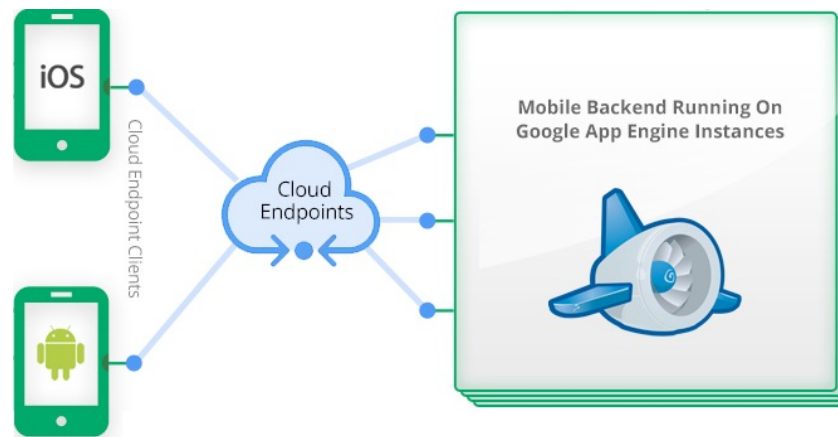 iOS
Cloud Endpoint Clients
Cloud
Endpoints
Mobile Backend Running On
Google App Engine Instances